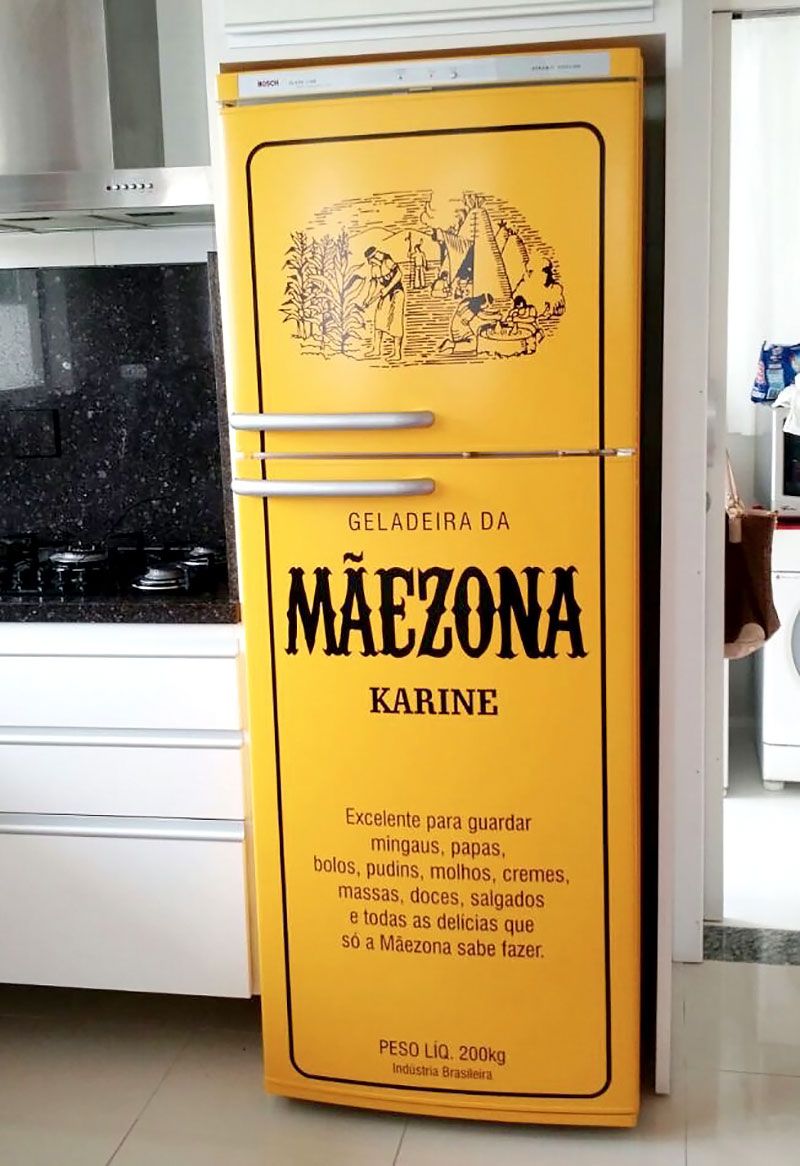 BOSCH
GELADEIRA DA
MÃEZONA
KARINE
Excelente para guardar
mingaus, papas,
bolos, pudins, molhos, cremes,
massas, doces, salgados
e todas as delícias que
só a Mãezona sabe fazer.
PESO LÍQ. 200kg
Indústria Brasileira